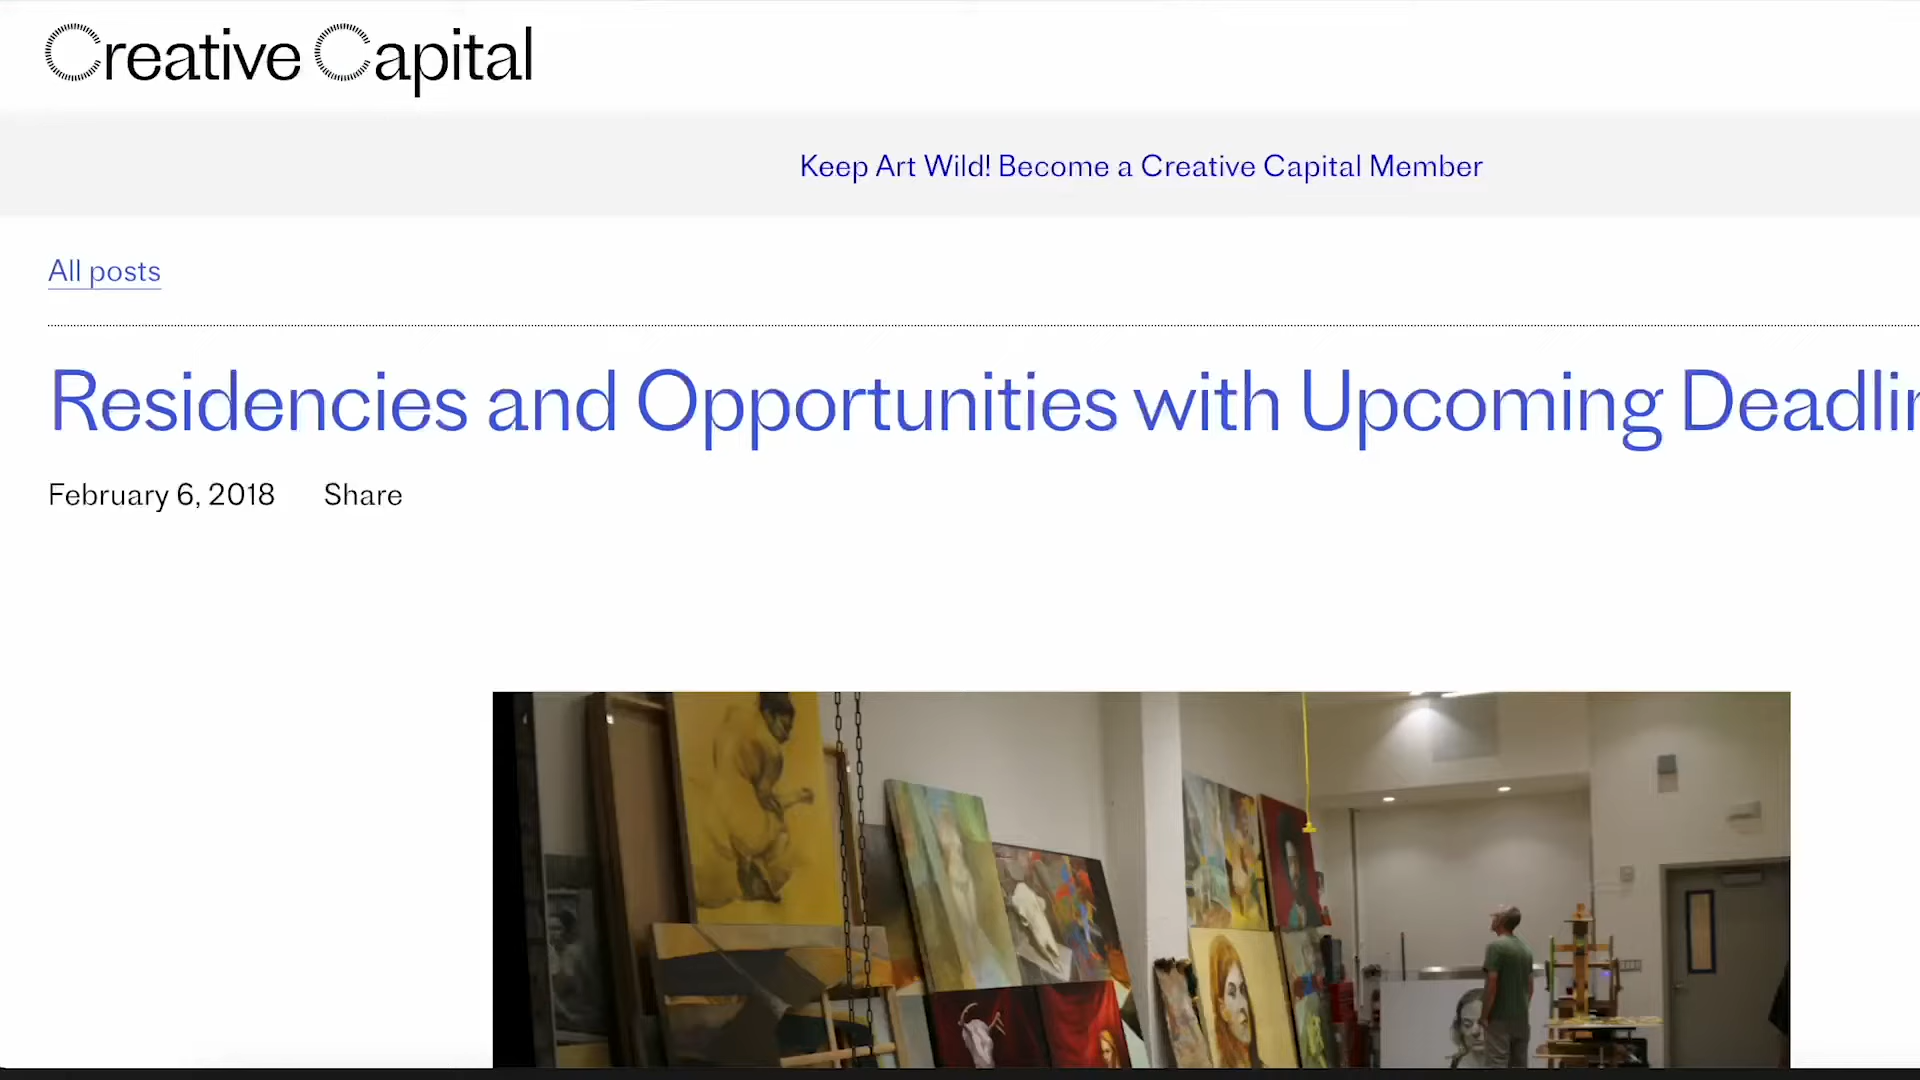 Creative Capital
Keep Art Wild! Become a Creative Capital Member
All posts
Residencies and Opportunities with Upcoming Deadlin
February 6, 2018 Share